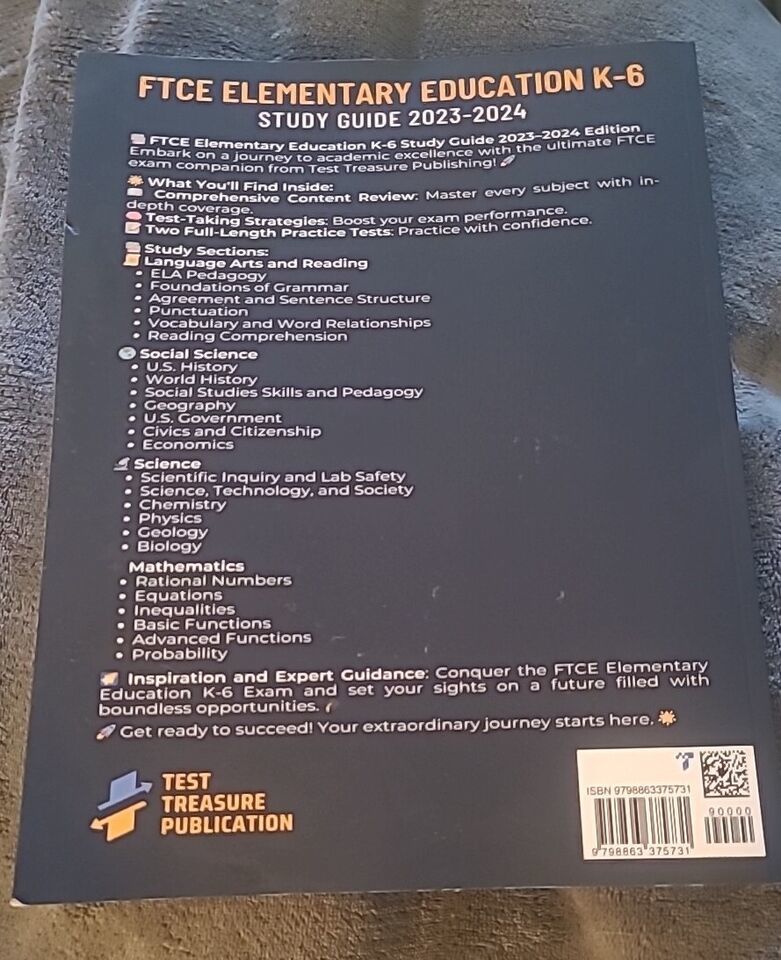 FTCE ELEMENTARY EDUCATION K-6
STUDY GUIDE 2023-2024
FTCE Elementary Education K-6 Study Guide 2023–2024 Edition
Embark on a journey to academic excellence with the ultimate FTCE
exam companion from Test Treasure Publishing!
What You'll Find Inside:
Comprehensive Content Review: Master every subject with in-
depth coverage.
Test-Taking Strategies: Boost your exam performance.
Two Full-Length Practice Tests: Practice with confidence.
Study Sections:
Language Arts and Reading
• ELA Pedagogy
• Foundations of Grammar
• Agreement and Sentence Structure
• Punctuation
• Vocabulary and Word Relationships
• Reading Comprehension
Social Science
• U.S. History
• World History
• Social Studies Skills and Pedagogy
• Geography
• U.S. Government
• Civics and Citizenship
• Economics
Science
• Scientific Inquiry and Lab Safety
• Science, Technology, and Society
• Chemistry
• Physics
• Geology
• Biology
Mathematics
• Rational Numbers
• Equations
• Inequalities
• Basic Functions
• Advanced Functions
• Probability
Inspiration and Expert Guidance: Conquer the FTCE Elementary
Education K-6 Exam and set your sights on a future filled with
boundless opportunities.
Get ready to succeed! Your extraordinary journey starts here.
TEST
TREASURE
PUBLICATION
ISBN 9798863375731
90000
9 798863 375731